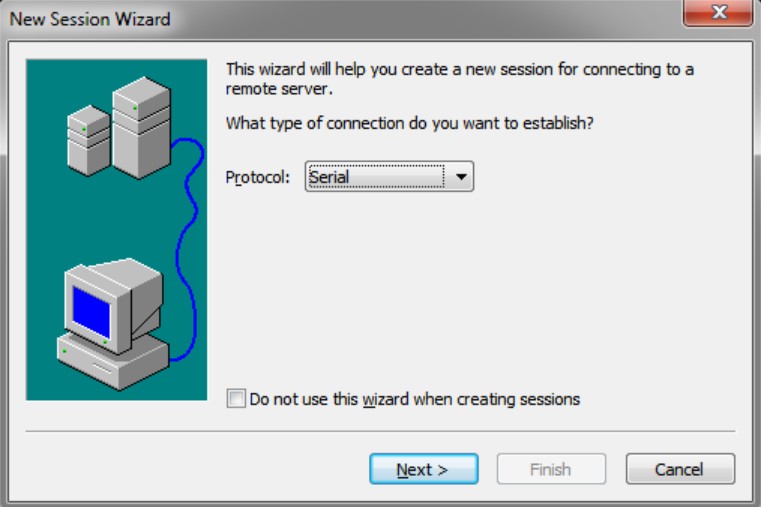 New Session Wizard
This wizard will help you create a new session for connecting to a
remote server.
What type of connection do you want to establish?
Protocol: Serial
Do not use this wizard when creating sessions
Next > Finish Cancel